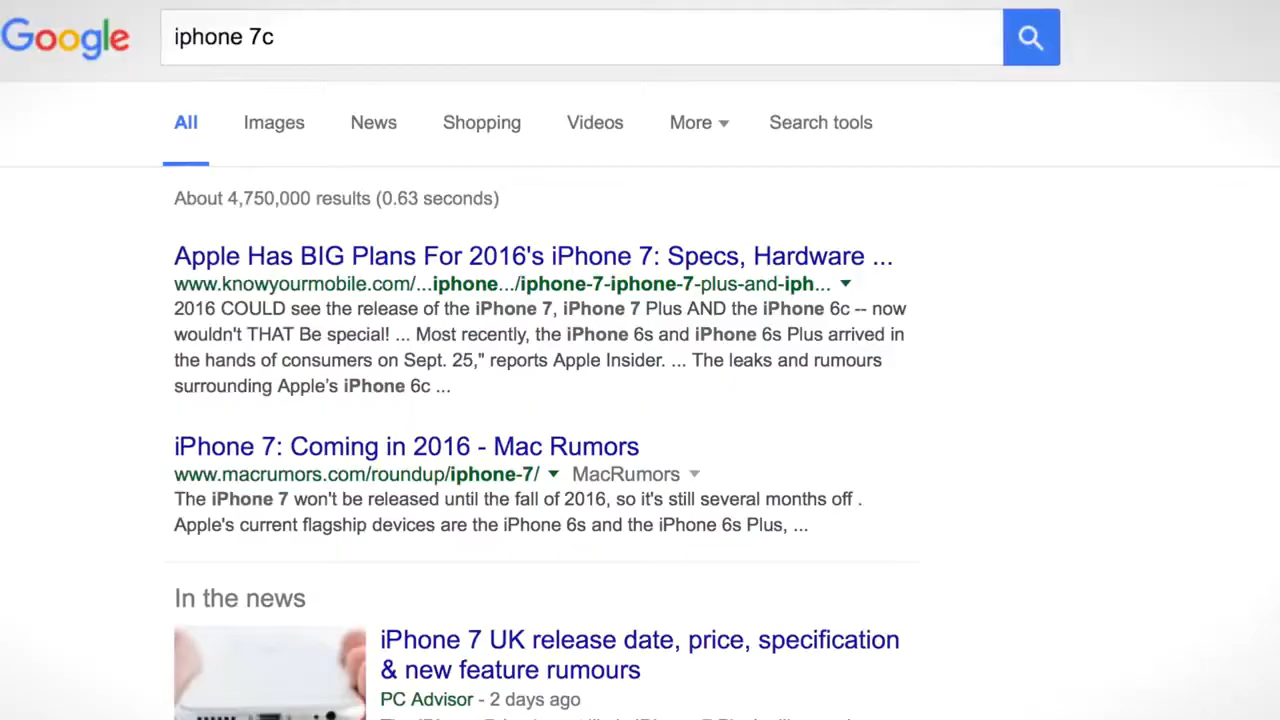 Google
iphone 7c
All Images News Shopping Videos More Search tools
About 4,750,000 results (0.63 seconds)
Apple Has BIG Plans For 2016's iPhone 7: Specs, Hardware ...
www.knowyourmobile.com/...iphone.../iphone-7-iphone-7-plus-and-iph...
2016 COULD see the release of the iPhone 7, iPhone 7 Plus AND the iPhone 6c -- now
wouldn't THAT Be special! ... Most recently, the iPhone 6s and iPhone 6s Plus arrived in
the hands of consumers on Sept. 25," reports Apple Insider. ... The leaks and rumours
surrounding Apple's iPhone 6c ...
iPhone 7: Coming in 2016 - Mac Rumors
www.macrumors.com/roundup/iphone-7/ MacRumors
The iPhone 7 won't be released until the fall of 2016, so it's still several months off .
Apple's current flagship devices are the iPhone 6s and the iPhone 6s Plus, ...
In the news
iPhone 7 UK release date, price, specification
& new feature rumours
PC Advisor - 2 days ago